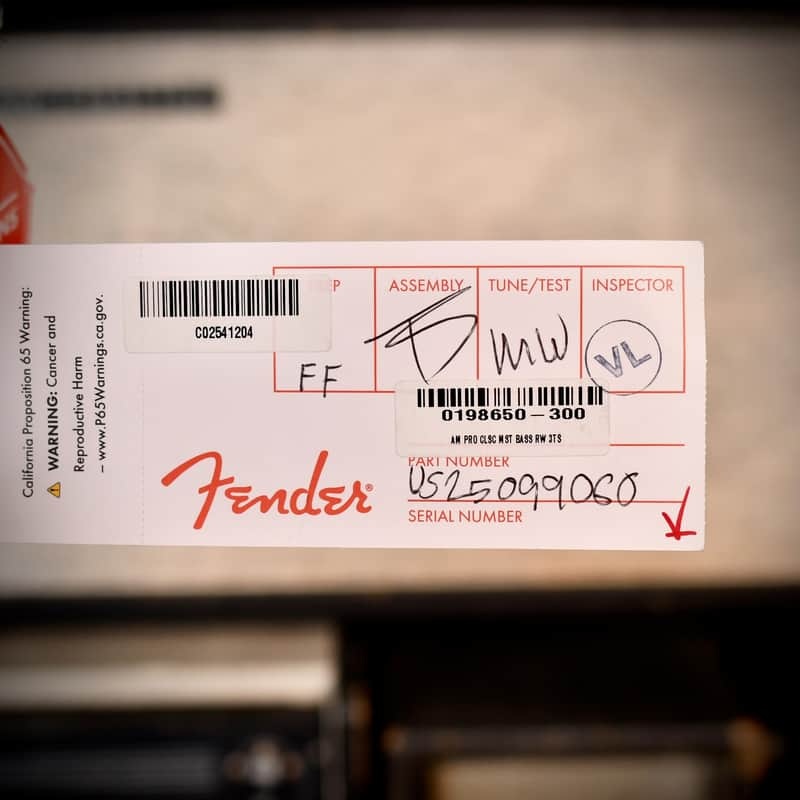 California Proposition 65 Warning:
WARNING: Cancer and
Reproductive Harm
– www.P65Warnings.ca.gov.
C02541204
ASSEMBLY
TUNE/TEST
INSPECTOR
FF
MW
VL
0198650-300
AM PRO CLSC MST BASS RW 3TS
PART NUMBER
US25099060
SERIAL NUMBER
Fender®